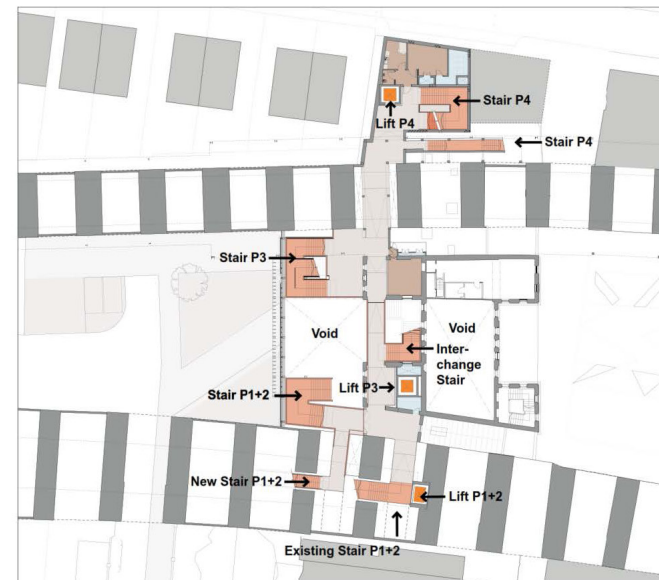 Stair P4
Lift P4
Stair P4
Stair P3
Void
Void
Inter-
change
Stair
Lift P3
Stair P1+2
New Stair P1+2
Lift P1+2
Existing Stair P1+2